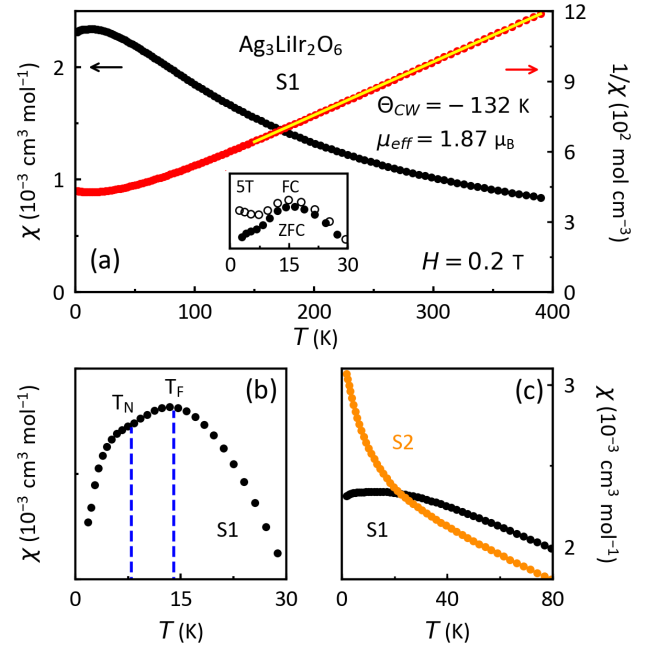 Ag₃LiIr₂O₆
S1
Θ_CW = − 132 K
μ_eff = 1.87 μ_B
χ (10⁻³ cm³ mol⁻¹)
2
1
0
12
9
6
3
0
1/χ (10² mol cm⁻³)
5T
FC
ZFC
0
15
30
(a)
H = 0.2 T
0
100
200
300
400
T (K)
χ (10⁻³ cm³ mol⁻¹)
T_N
T_F
(b)
S1
0
15
30
T (K)
(c)
S2
S1
3
2
χ (10⁻³ cm³ mol⁻¹)
0
40
80
T (K)